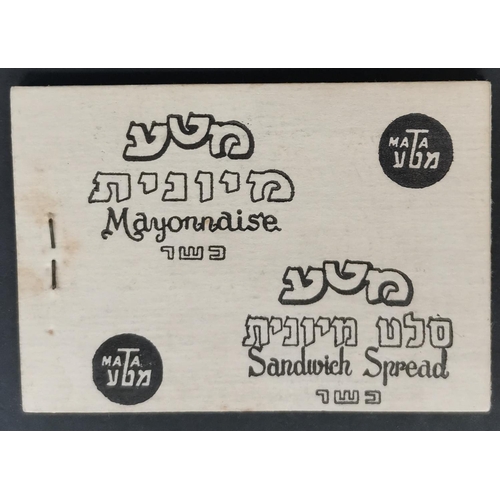 מטע
מיונית
Mayonnaise
כשר
MATA
מטע
מטע
סלט מיונית
Sandwich Spread
כשר
MATA
מטע